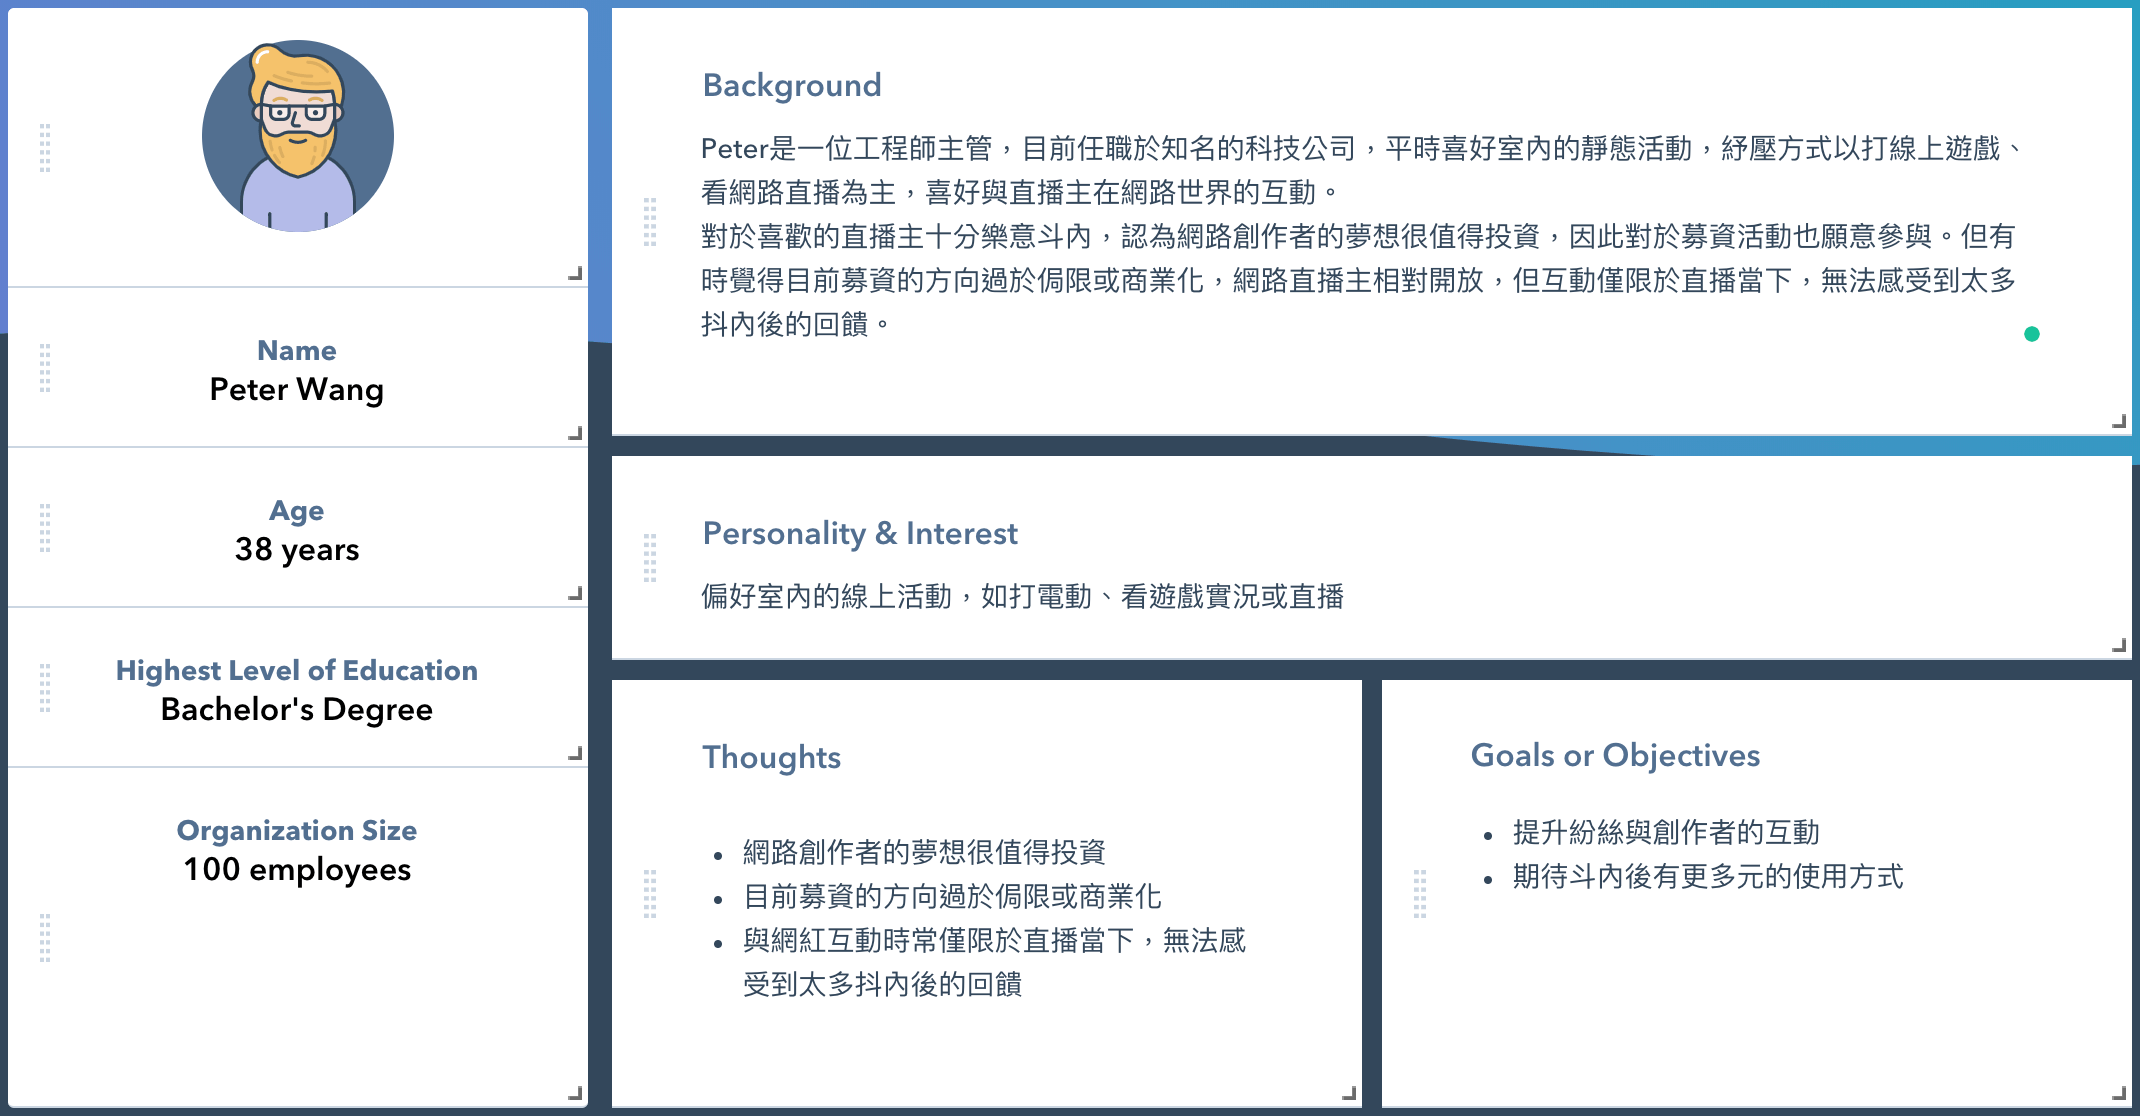 Name
Peter Wang
Age
38 years
Highest Level of Education
Bachelor's Degree
Organization Size
100 employees
Background
Peter是一位工程師主管，目前任職於知名的科技公司，平時喜好室內的靜態活動，紓壓方式以打線上遊戲、
看網路直播為主，喜好與直播主在網路世界的互動。
對於喜歡的直播主十分樂意斗內，認為網路創作者的夢想很值得投資，因此對於募資活動也願意參與。但有
時覺得目前募資的方向過於侷限或商業化，網路直播主相對開放，但互動僅限於直播當下，無法感受到太多
抖內後的回饋。
Personality & Interest
偏好室內的線上活動，如打電動、看遊戲實況或直播
Thoughts
• 網路創作者的夢想很值得投資
• 目前募資的方向過於侷限或商業化
• 與網紅互動時常僅限於直播當下，無法感
受到太多抖內後的回饋
Goals or Objectives
• 提升紛絲與創作者的互動
• 期待斗內後有更多元的使用方式